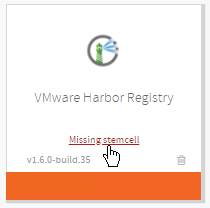 VMware Harbor Registry
Missing stemcell
v1.6.0-build.35